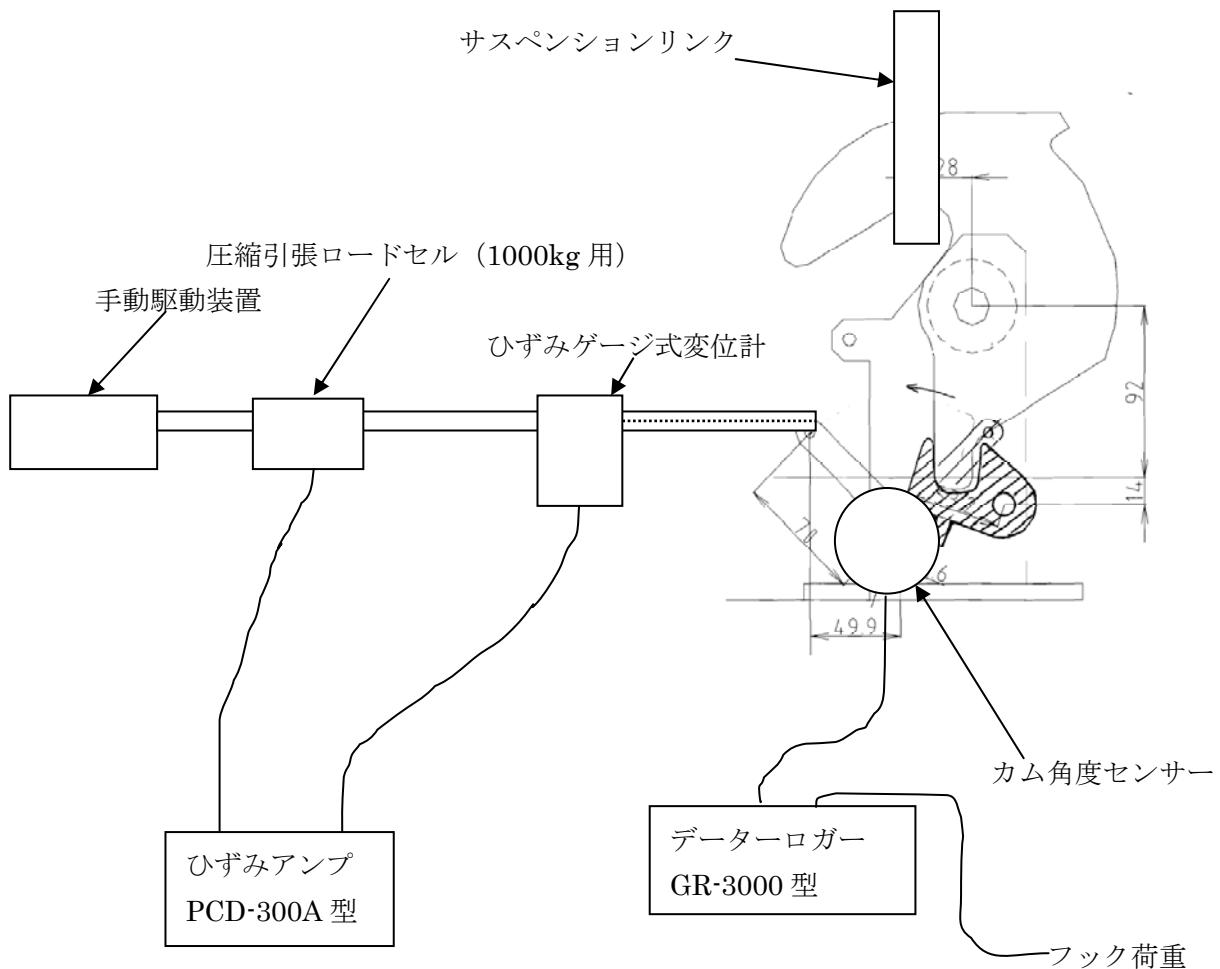 サスペンションリンク
28
圧縮引張ロードセル（1000kg 用）
手動駆動装置
ひずみゲージ式変位計
92
14
70
6
49.9
カム角度センサー
データーロガー
GR-3000 型
ひずみアンプ
PCD-300A 型
フック荷重